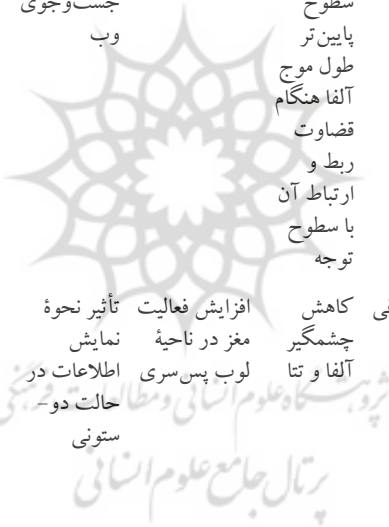 سطوح
پایین‌تر
طول موج
آلفا هنگام
قضاوت
ربط و
ارتباط آن
با سطوح
توجه
جست‌وجوی
وب
کاهش
چشمگیر
آلفا و تتا
افزایش فعالیت
مغز در ناحیهٔ
لوب پس‌سری
تأثیر نحوهٔ
نمایش
اطلاعات در
حالت دو-
ستونی
پژوهشگاه علوم انسانی و مطالعات فرهنگی
پرتال جامع علوم انسانی